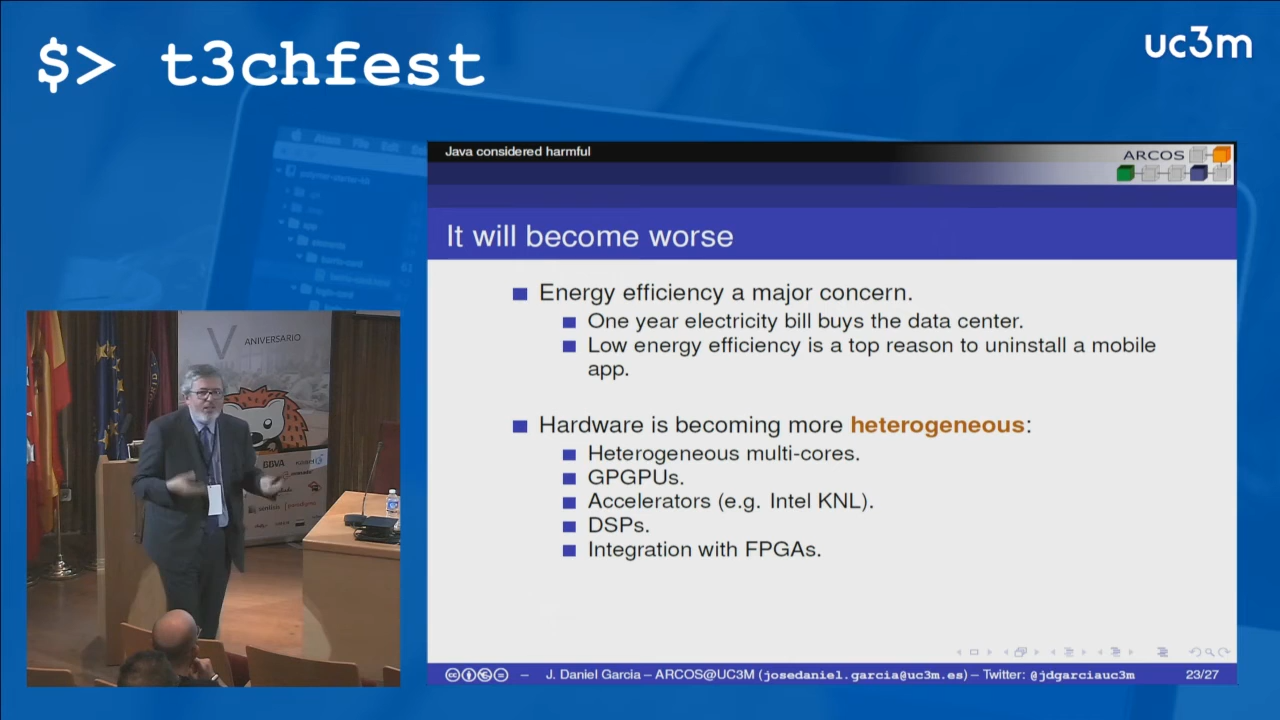 $> t3chfest
uc3m
Java considered harmful
ARCOS
It will become worse
Energy efficiency a major concern.
One year electricity bill buys the data center.
Low energy efficiency is a top reason to uninstall a mobile
app.
Hardware is becoming more heterogeneous:
Heterogeneous multi-cores.
GPGPUs.
Accelerators (e.g. Intel KNL).
DSPs.
Integration with FPGAs.
J. Daniel Garcia – ARCOS@UC3M (josedaniel.garcia@uc3m.es) – Twitter: @jdgarciauc3m
23/27
V ANIVERSARIO
BBVA